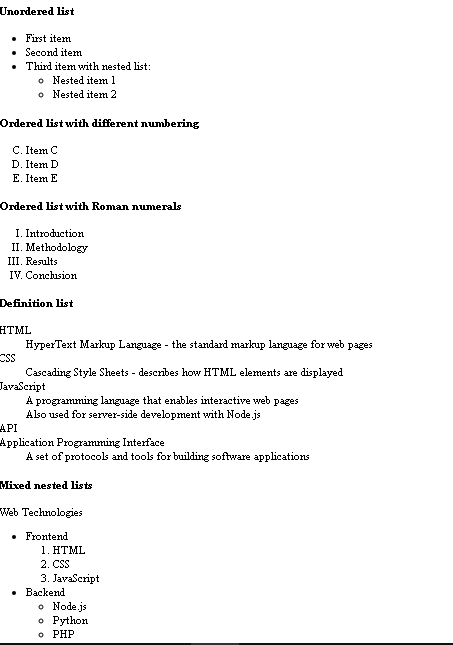 Unordered list
• First item
• Second item
• Third item with nested list:
◦ Nested item 1
◦ Nested item 2
Ordered list with different numbering
C. Item C
D. Item D
E. Item E
Ordered list with Roman numerals
I. Introduction
II. Methodology
III. Results
IV. Conclusion
Definition list
HTML
HyperText Markup Language - the standard markup language for web pages
CSS
Cascading Style Sheets - describes how HTML elements are displayed
JavaScript
A programming language that enables interactive web pages
Also used for server-side development with Node.js
API
Application Programming Interface
A set of protocols and tools for building software applications
Mixed nested lists
Web Technologies
• Frontend
1. HTML
2. CSS
3. JavaScript
• Backend
◦ Node.js
◦ Python
◦ PHP